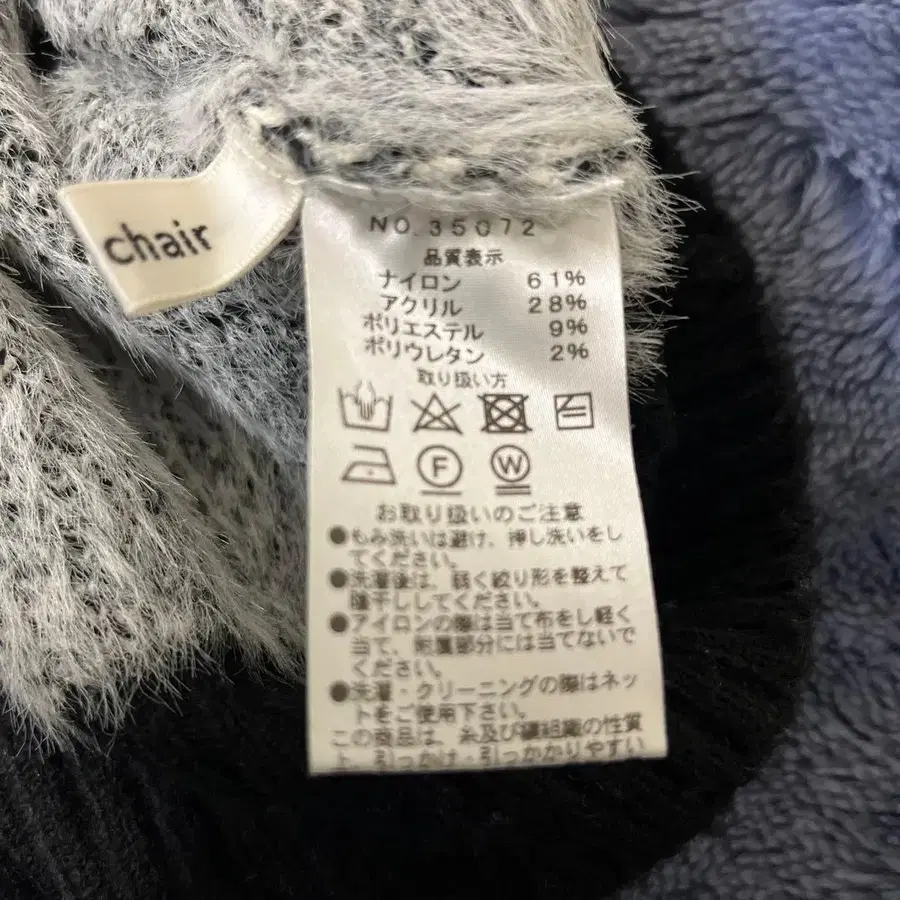 chair
NO.35072
品質表示
ナイロン 61%
アクリル 28%
ポリエステル 9%
ポリウレタン 2%
取り扱い方
F W
お取り扱いのご注意
●もみ洗いは避け、押し洗いをし
てください。
●洗濯後は、弱く絞り形を整えて
陰干ししてください。
●アイロンの際は当て布をし軽く
当て、附属部分には当てないで
ください。
●洗濯・クリーニングの際はネッ
トをご使用下さい。
この商品は、糸及び編組織の性質
上、引っかけ・引っかかりやすい